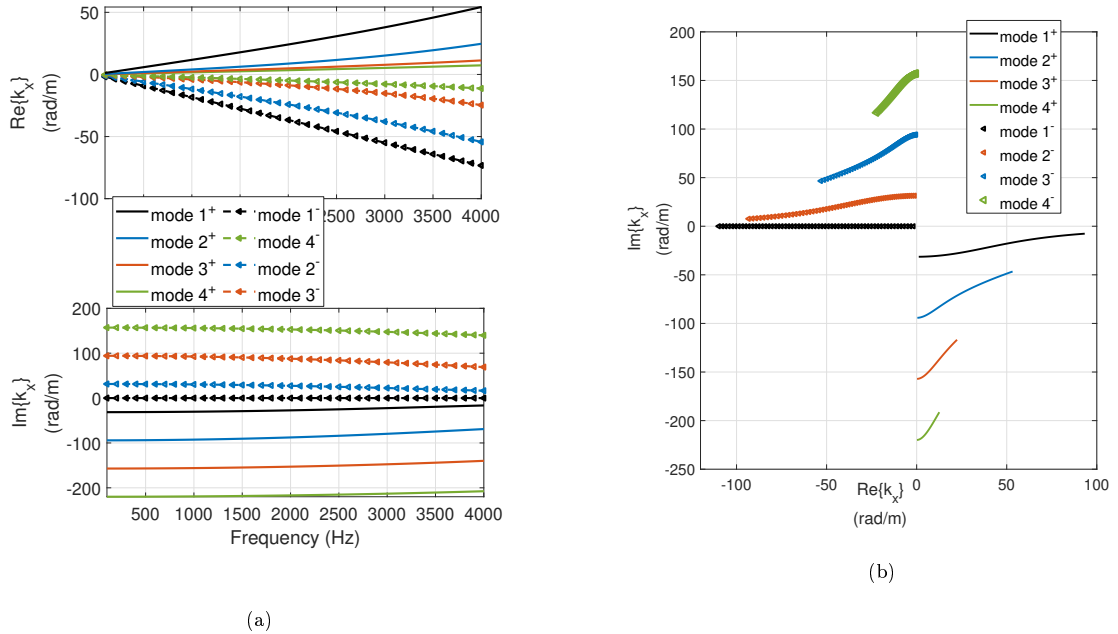 50
0
-50
-100
Re{k_x}
(rad/m)
500 1000 1500 2000 2500 3000 3500 4000
mode 1^+ mode 1^-
mode 2^+ mode 4^-
mode 3^+ mode 2^-
mode 4^+ mode 3^-
200
100
0
-100
-200
Im{k_x}
(rad/m)
500 1000 1500 2000 2500 3000 3500 4000
Frequency (Hz)
(a)
200
150
100
50
0
-50
-100
-150
-200
-250
Im{k_x}
(rad/m)
mode 1^+
mode 2^+
mode 3^+
mode 4^+
mode 1^-
mode 2^-
mode 3^-
mode 4^-
-100 -50 0 50 100
Re{k_x}
(rad/m)
(b)